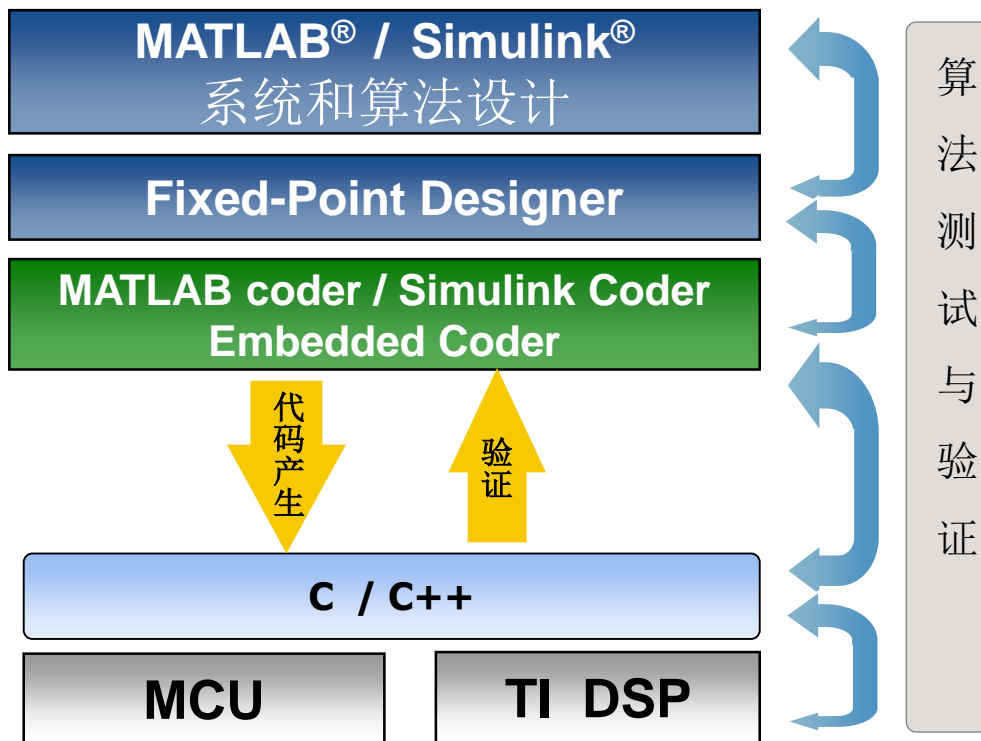 MATLAB® / Simulink®
系统和算法设计
Fixed-Point Designer
MATLAB coder / Simulink Coder
Embedded Coder
代码产生
验证
C / C++
MCU
TI DSP
算法测试与验证